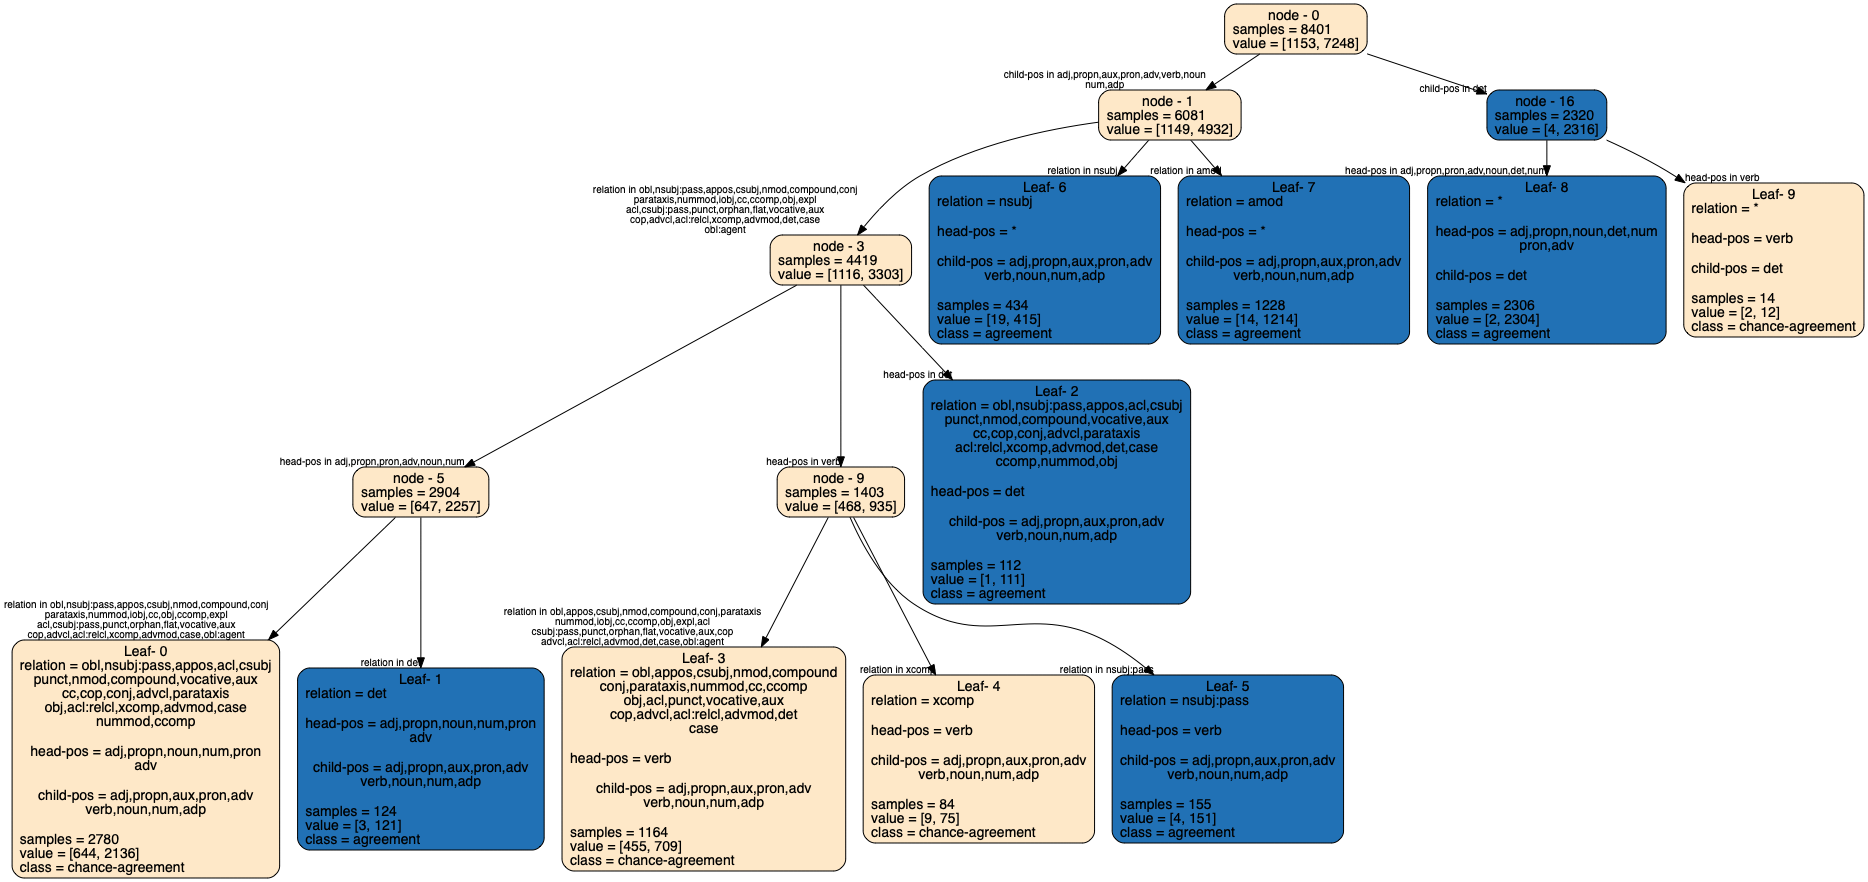 node - 0
samples = 8401
value = [1153, 7248]
child-pos in adj,propn,aux,pron,adv,verb,noun
num,adp
child-pos in det
node - 1
samples = 6081
value = [1149, 4932]
node - 16
samples = 2320
value = [4, 2316]
relation in obl,nsubj:pass,appos,csubj,nmod,compound,conj
parataxis,nummod,iobj,cc,ccomp,obj,expl
acl,csubj:pass,punct,orphan,flat,vocative,aux
cop,advcl,acl:relcl,xcomp,advmod,det,case
obl:agent
relation in nsubj
relation in amod
head-pos in adj,propn,pron,adv,noun,det,num
head-pos in verb
node - 3
samples = 4419
value = [1116, 3303]
Leaf- 6
relation = nsubj
head-pos = *
child-pos = adj,propn,aux,pron,adv
verb,noun,num,adp
samples = 434
value = [19, 415]
class = agreement
Leaf- 7
relation = amod
head-pos = *
child-pos = adj,propn,aux,pron,adv
verb,noun,num,adp
samples = 1228
value = [14, 1214]
class = agreement
Leaf- 8
relation = *
head-pos = adj,propn,noun,det,num
pron,adv
child-pos = det
samples = 2306
value = [2, 2304]
class = agreement
Leaf- 9
relation = *
head-pos = verb
child-pos = det
samples = 14
value = [2, 12]
class = chance-agreement
head-pos in adj,propn,pron,adv,noun,num
head-pos in verb
head-pos in det
node - 5
samples = 2904
value = [647, 2257]
node - 9
samples = 1403
value = [468, 935]
Leaf- 2
relation = obl,nsubj:pass,appos,acl,csubj
punct,nmod,compound,vocative,aux
cc,cop,conj,advcl,parataxis
acl:relcl,xcomp,advmod,det,case
ccomp,nummod,obj
head-pos = det
child-pos = adj,propn,aux,pron,adv
verb,noun,num,adp
samples = 112
value = [1, 111]
class = agreement
relation in obl,nsubj:pass,appos,csubj,nmod,compound,conj
parataxis,nummod,iobj,cc,obj,ccomp,expl
acl,csubj:pass,punct,orphan,flat,vocative,aux
cop,advcl,acl:relcl,xcomp,advmod,case,obl:agent
relation in det
relation in obl,appos,csubj,nmod,compound,conj,parataxis
nummod,iobj,cc,ccomp,obj,expl,acl
csubj:pass,punct,orphan,flat,vocative,aux,cop
advcl,acl:relcl,advmod,det,case,obl:agent
relation in xcomp
relation in nsubj:pass
Leaf- 0
relation = obl,nsubj:pass,appos,acl,csubj
punct,nmod,compound,vocative,aux
cc,cop,conj,advcl,parataxis
obj,acl:relcl,xcomp,advmod,case
nummod,ccomp
head-pos = adj,propn,noun,num,pron
adv
child-pos = adj,propn,aux,pron,adv
verb,noun,num,adp
samples = 2780
value = [644, 2136]
class = chance-agreement
Leaf- 1
relation = det
head-pos = adj,propn,noun,num,pron
adv
child-pos = adj,propn,aux,pron,adv
verb,noun,num,adp
samples = 124
value = [3, 121]
class = agreement
Leaf- 3
relation = obl,appos,csubj,nmod,compound
conj,parataxis,nummod,cc,ccomp
obj,acl,punct,vocative,aux
cop,advcl,acl:relcl,advmod,det
case
head-pos = verb
child-pos = adj,propn,aux,pron,adv
verb,noun,num,adp
samples = 1164
value = [455, 709]
class = chance-agreement
Leaf- 4
relation = xcomp
head-pos = verb
child-pos = adj,propn,aux,pron,adv
verb,noun,num,adp
samples = 84
value = [9, 75]
class = chance-agreement
Leaf- 5
relation = nsubj:pass
head-pos = verb
child-pos = adj,propn,aux,pron,adv
verb,noun,num,adp
samples = 155
value = [4, 151]
class = agreement